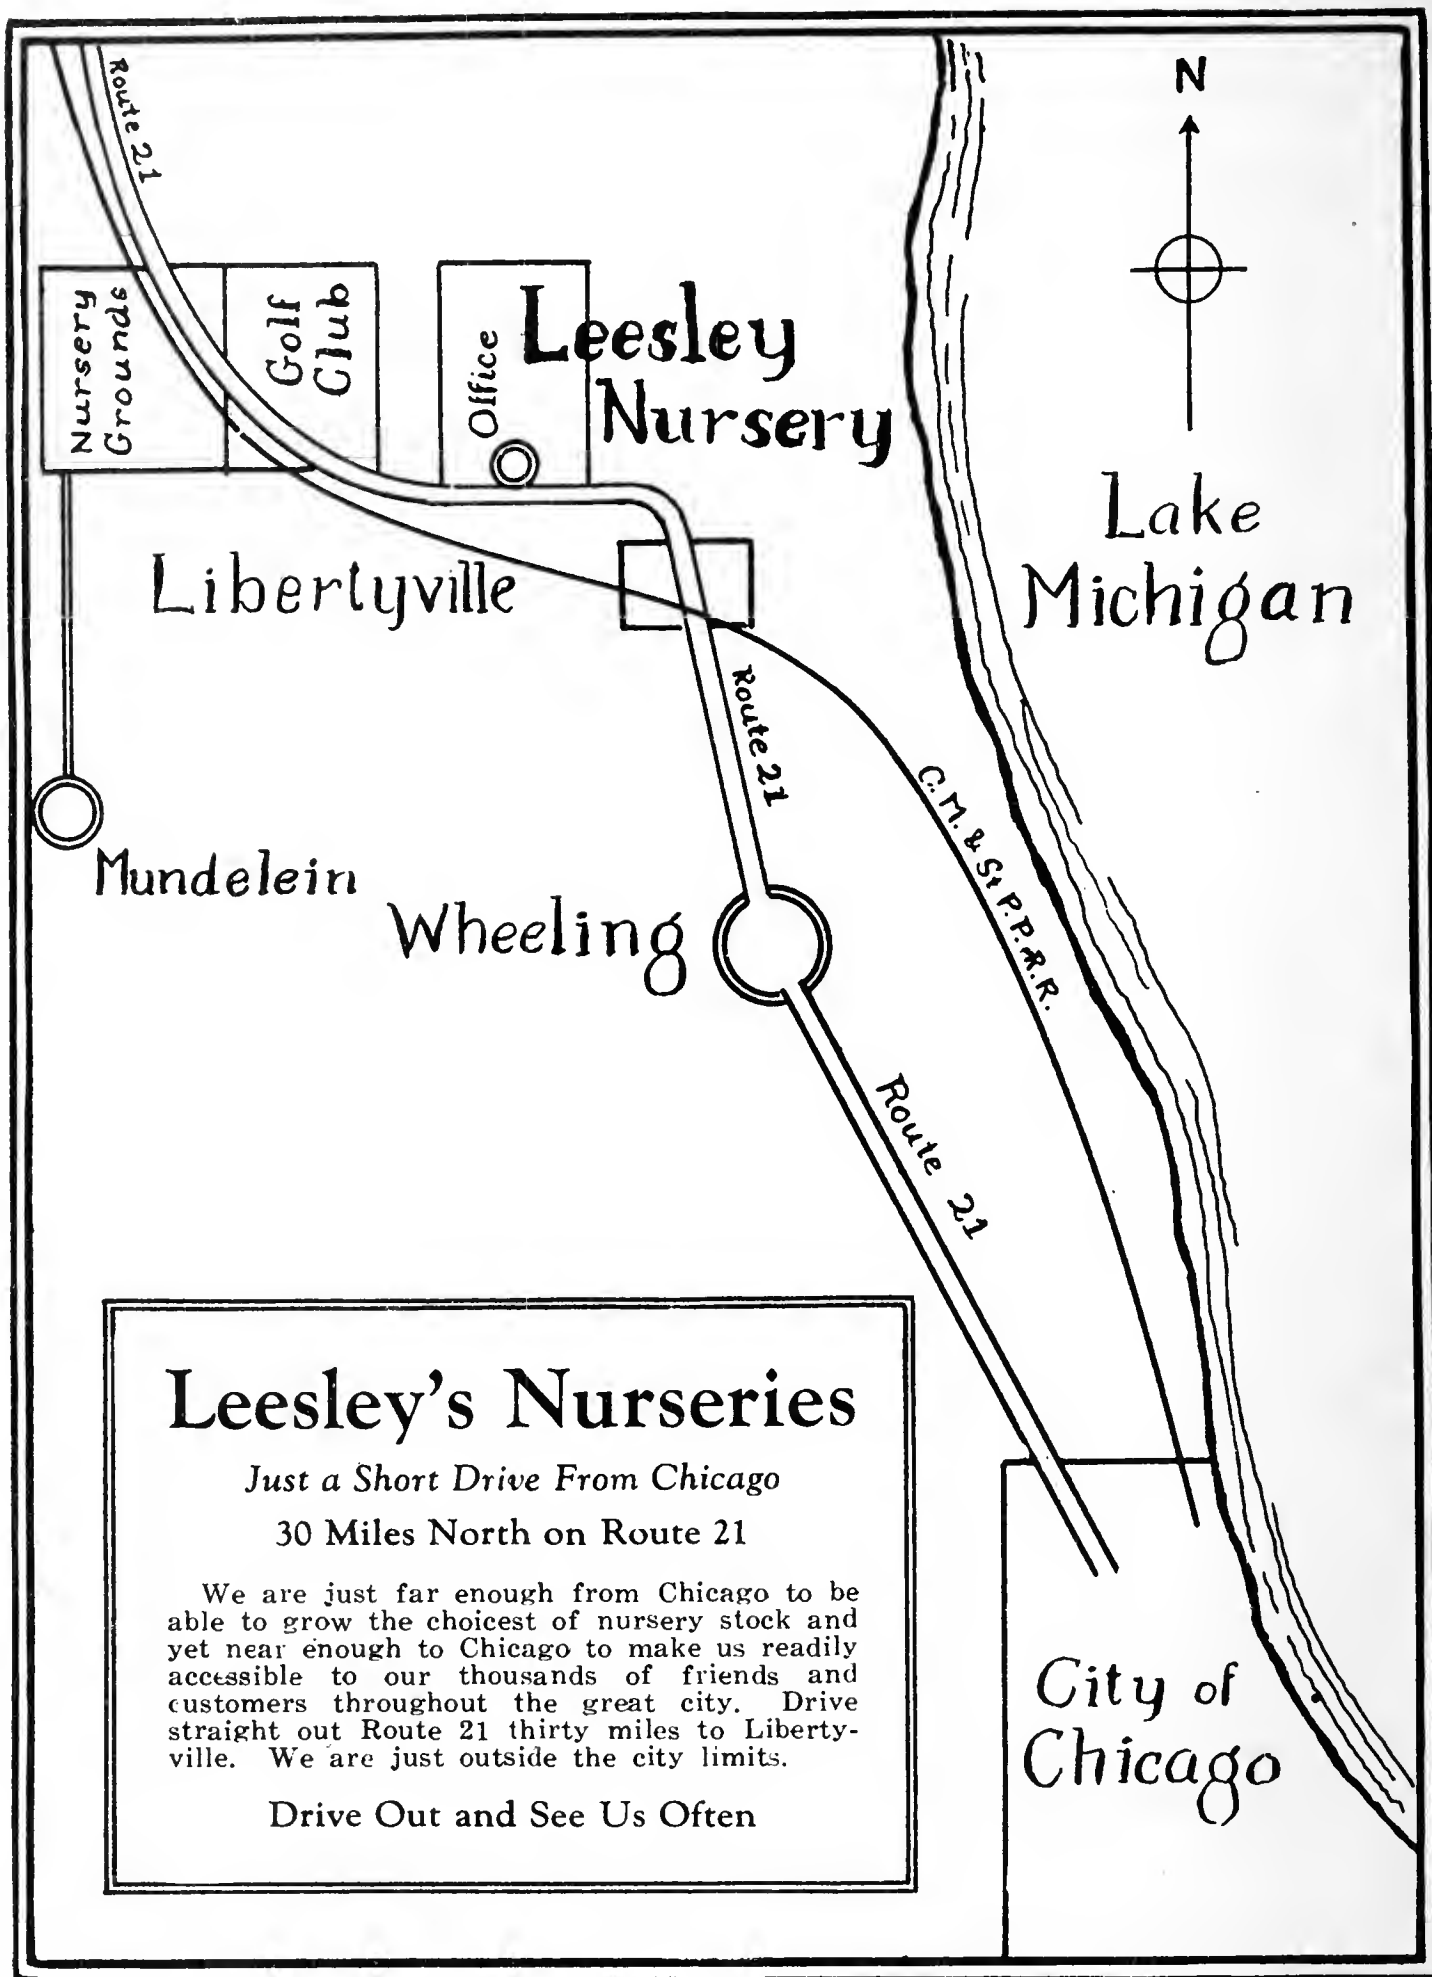 N
Route 21
Nursery
Grounds
Golf
Club
Office
Leesley
Nursery
Lake
Michigan
Libertyville
Route 21
C. M. & St P. P. R. R.
Mundelein
Wheeling
Route 21
Leesley's Nurseries
Just a Short Drive From Chicago
30 Miles North on Route 21
We are just far enough from Chicago to be
able to grow the choicest of nursery stock and
yet near enough to Chicago to make us readily
accessible to our thousands of friends and
customers throughout the great city. Drive
straight out Route 21 thirty miles to Liberty-
ville. We are just outside the city limits.
Drive Out and See Us Often
City of
Chicago